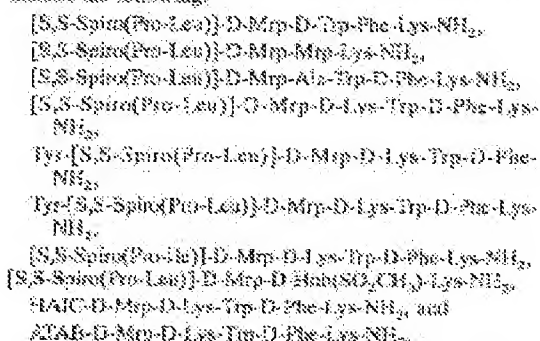 [S,S-Spiro(Pro-Leu)]-D-Mrp-D-Trp-Phe-Lys-NH2,
[S,S-Spiro(Pro-Leu)]-D-Mrp-Mrp-Lys-NH2,
[S,S-Spiro(Pro-Leu)]-D-Mrp-Ala-Trp-D-Phe-Lys-NH2,
[S,S-Spiro(Pro-Leu)]-D-Mrp-D-Lys-Trp-D-Phe-Lys-
NH2,
Tyr-[S,S-Spiro(Pro-Leu)]-D-Mrp-D-Lys-Trp-D-Phe-
NH2,
Tyr-[S,S-Spiro(Pro-Leu)]-D-Mrp-D-Lys-Trp-D-Phe-Lys-
NH2,
[S,S-Spiro(Pro-Ile)]-D-Mrp-D-Lys-Trp-D-Phe-Lys-NH2,
[S,S-Spiro(Pro-Leu)]-D-Mrp-D-Hnh(SO2CH3)-Lys-NH2,
HAIC-D-Mrp-D-Lys-Trp-D-Phe-Lys-NH2, and
ATAB-D-Mrp-D-Lys-Trp-D-Phe-Lys-NH2.